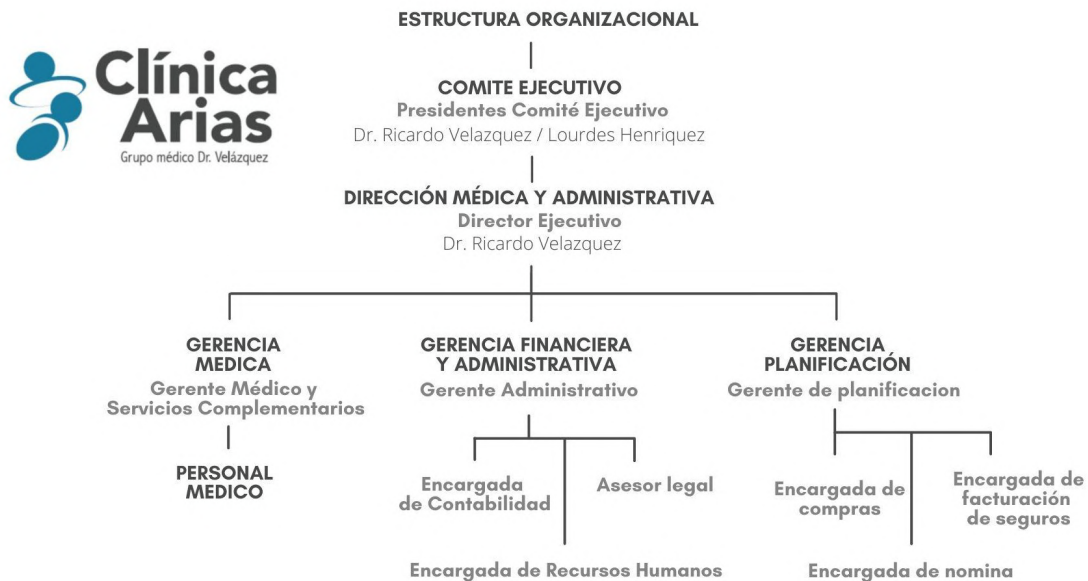 ESTRUCTURA ORGANIZACIONAL
Clínica
Arias
Grupo médico Dr. Velázquez
COMITE EJECUTIVO
Presidentes Comité Ejecutivo
Dr. Ricardo Velazquez / Lourdes Henriquez
DIRECCIÓN MÉDICA Y ADMINISTRATIVA
Director Ejecutivo
Dr. Ricardo Velazquez
GERENCIA
MEDICA
Gerente Médico y
Servicios Complementarios
PERSONAL
MEDICO
GERENCIA FINANCIERA
Y ADMINISTRATIVA
Gerente Administrativo
Encargada
de Contabilidad
Asesor legal
Encargada de Recursos Humanos
GERENCIA
PLANIFICACIÓN
Gerente de planificacion
Encargada de
compras
Encargada de
facturación
de seguros
Encargada de nomina